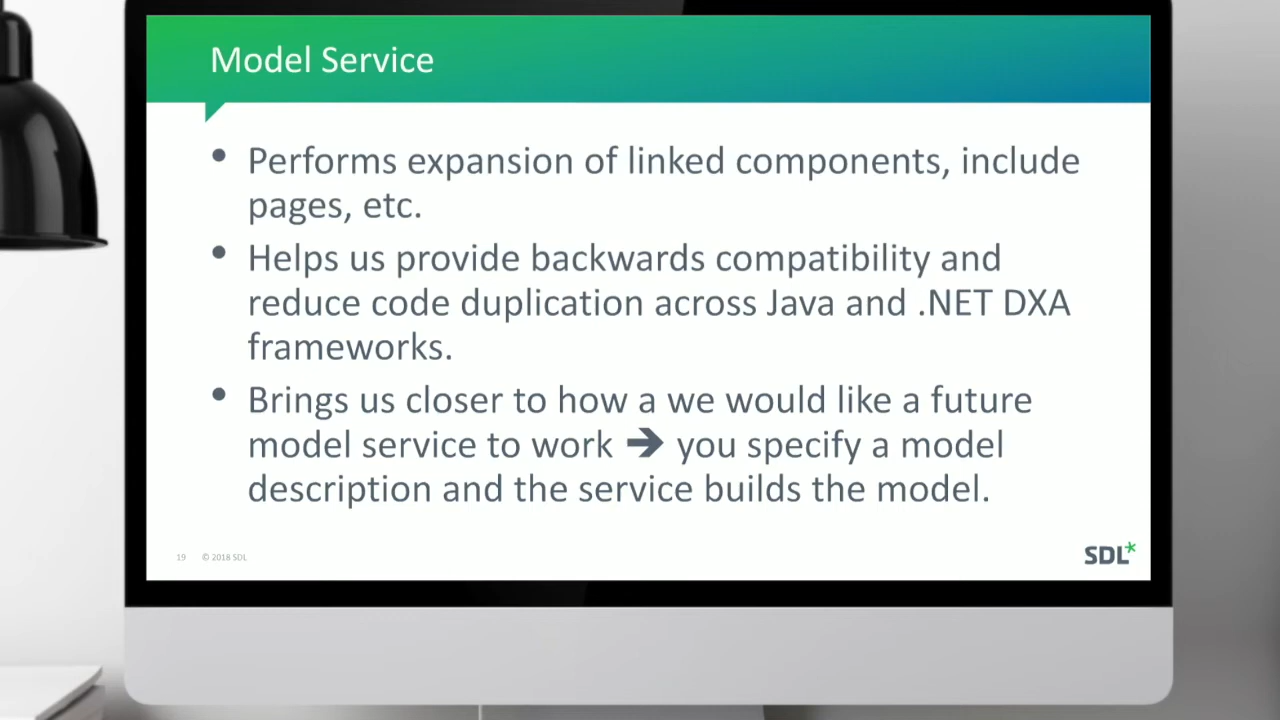 Model Service
• Performs expansion of linked components, include
pages, etc.
• Helps us provide backwards compatibility and
reduce code duplication across Java and .NET DXA
frameworks.
• Brings us closer to how a we would like a future
model service to work ➔ you specify a model
description and the service builds the model.
19 © 2018 SDL
SDL*